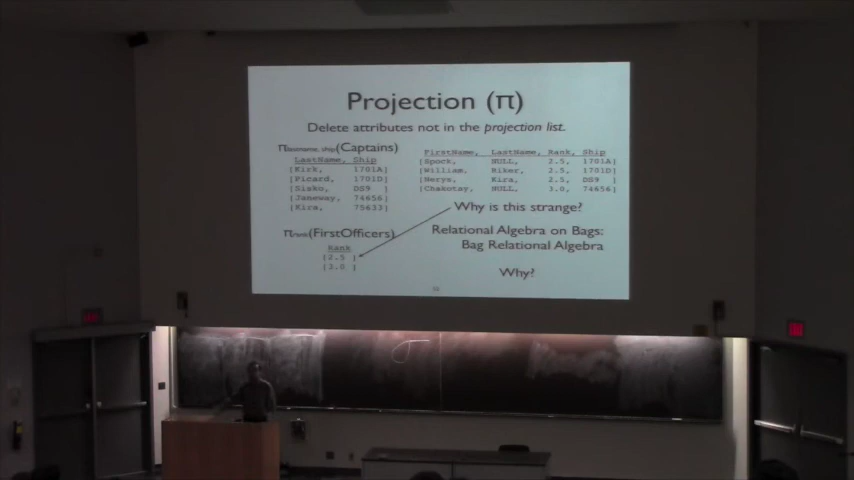 Projection (π)
Delete attributes not in the projection list.
π lastname, ship (Captains)
LastName, Ship
[Kirk, 1701A]
[Picard, 1701D]
[Sisko, DS9 ]
[Janeway, 74656]
[Kira, 75633]
FirstName, LastName, Rank, Ship
[Spock, NULL, 2.5, 1701A]
[William, Riker, 2.5, 1701D]
[Nerys, Kira, 2.5, DS9 ]
[Chakotay, NULL, 3.0, 74656]
Why is this strange?
π rank (FirstOfficers)
Rank
[2.5 ]
[3.0 ]
Relational Algebra on Bags:
Bag Relational Algebra
Why?